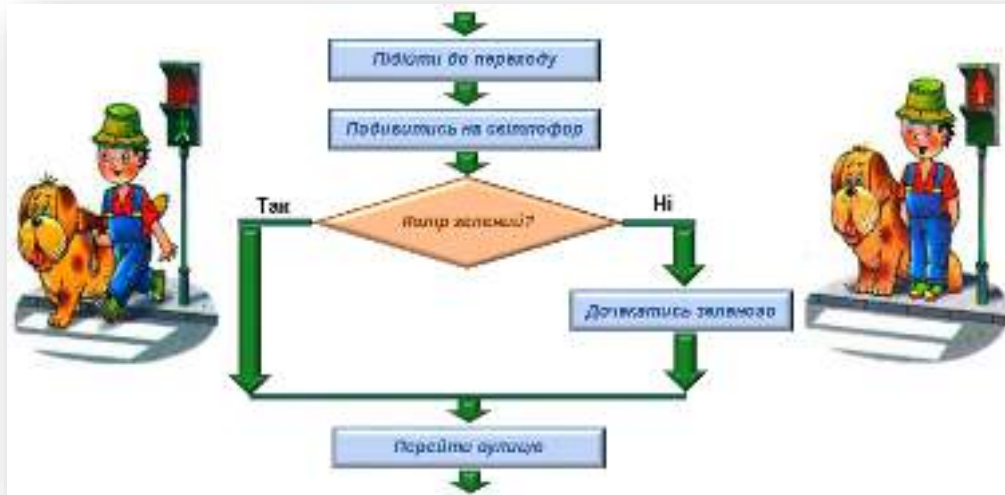 Підійти до переходу
Подивитись на світлофор
Колір зелений?
Так
Ні
Дочекатись зеленого
Перейти вулицю